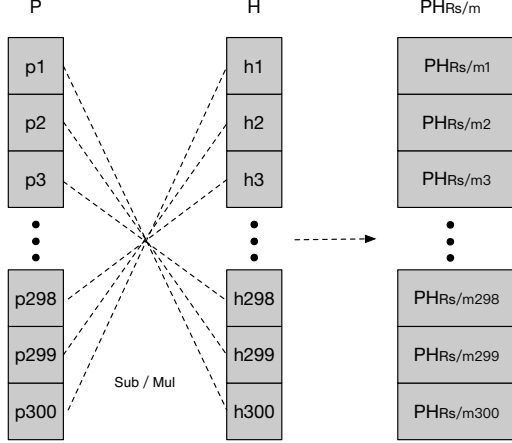 P H PHRs/m
p1 h1 PHRs/m1
p2 h2 PHRs/m2
p3 h3 PHRs/m3
p298 h298 PHRs/m298
p299 h299 PHRs/m299
Sub / Mul
p300 h300 PHRs/m300